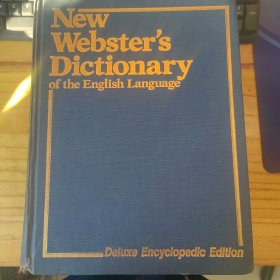 New
Webster's
Dictionary
of the English Language
Deluxe Encyclopedic Edition